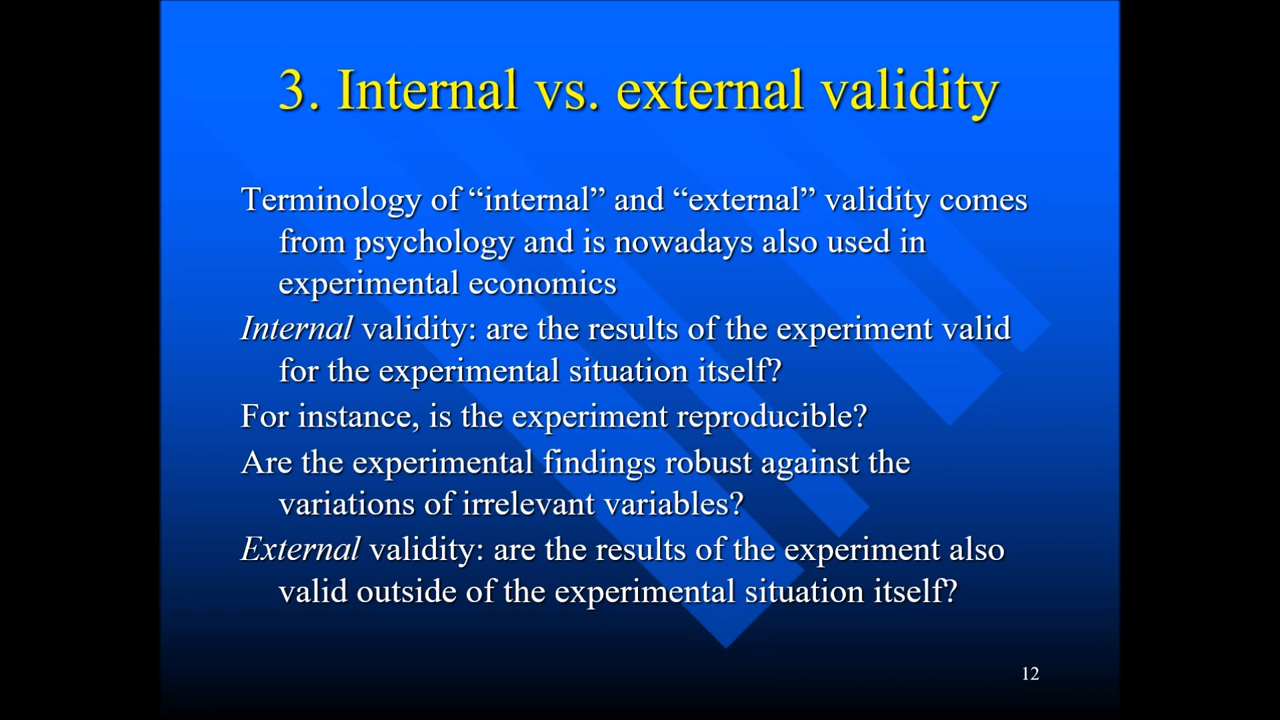 3. Internal vs. external validity
Terminology of “internal” and “external” validity comes
from psychology and is nowadays also used in
experimental economics
Internal validity: are the results of the experiment valid
for the experimental situation itself?
For instance, is the experiment reproducible?
Are the experimental findings robust against the
variations of irrelevant variables?
External validity: are the results of the experiment also
valid outside of the experimental situation itself?
12